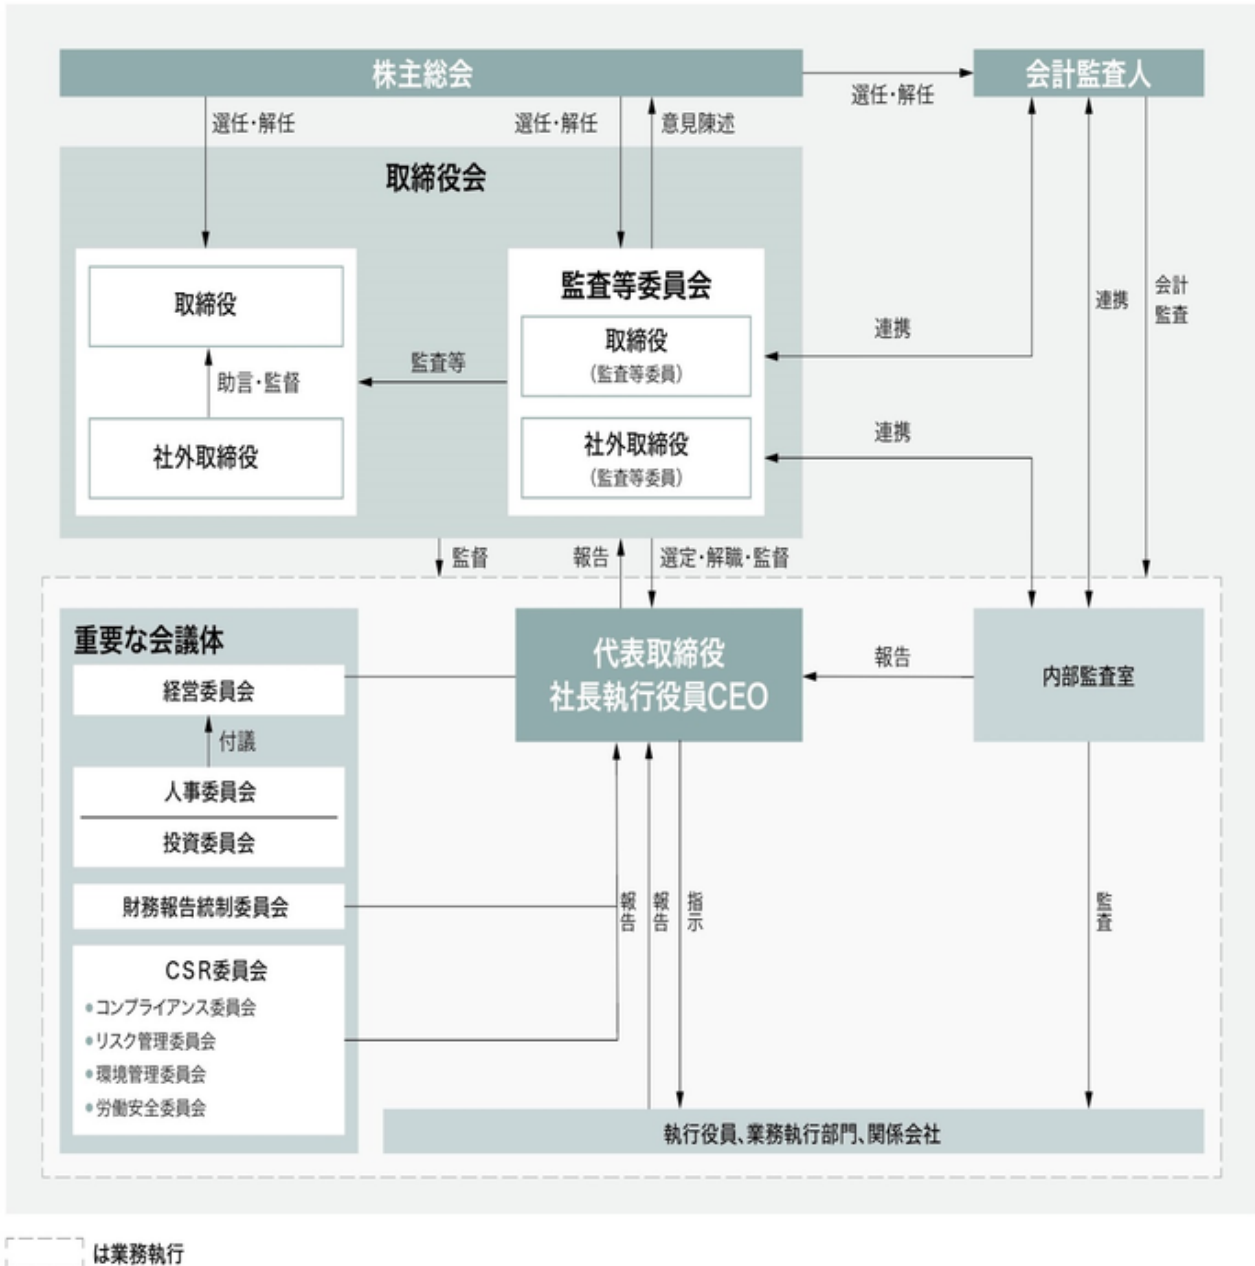 株主総会
会計監査人
選任・解任
選任・解任
選任・解任
意見陳述
取締役会
取締役
助言・監督
社外取締役
監査等
監査等委員会
取締役
（監査等委員）
社外取締役
（監査等委員）
連携
連携
連携
会計
監査
監督
報告
選定・解職・監督
重要な会議体
経営委員会
付議
人事委員会
投資委員会
財務報告統制委員会
CSR委員会
•コンプライアンス委員会
•リスク管理委員会
•環境管理委員会
•労働安全委員会
代表取締役
社長執行役員CEO
報告
内部監査室
報告
報告
指示
監査
執行役員、業務執行部門、関係会社
は業務執行